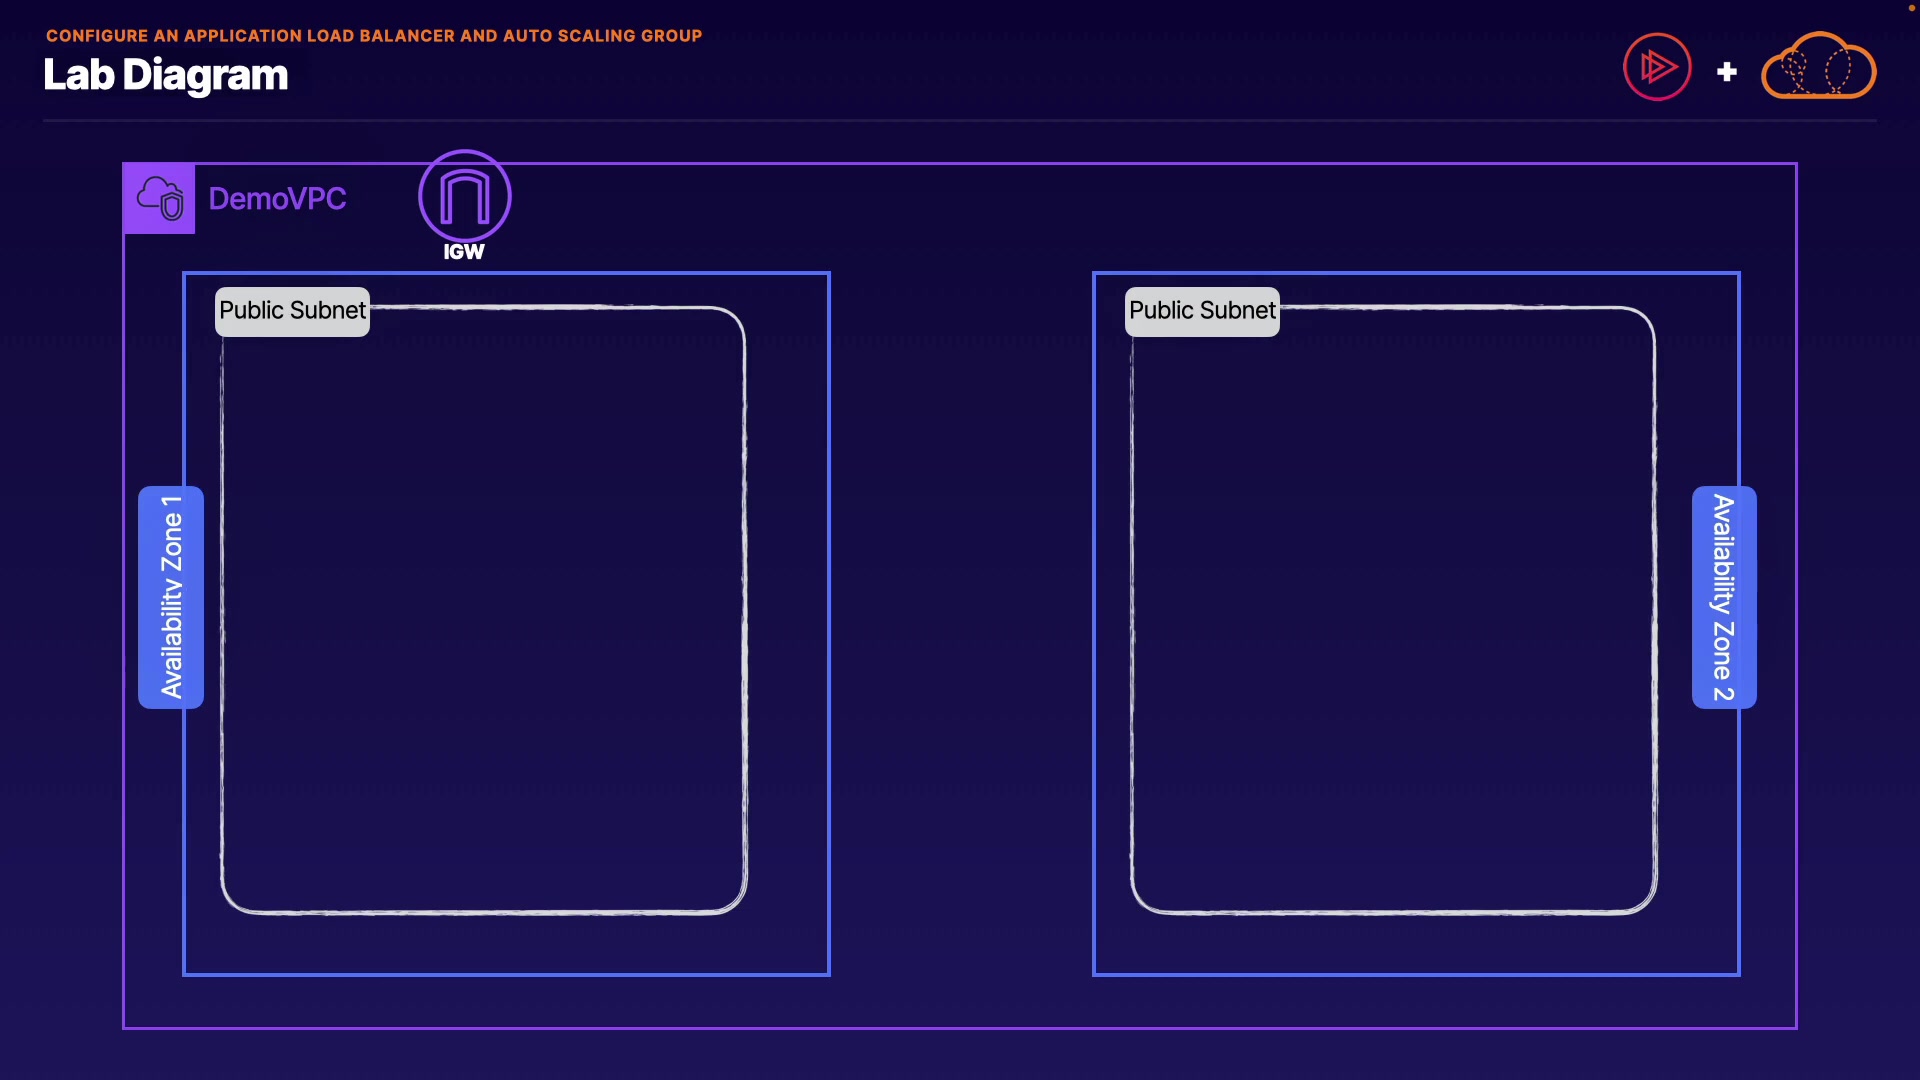 CONFIGURE AN APPLICATION LOAD BALANCER AND AUTO SCALING GROUP
Lab Diagram
DemoVPC
IGW
Public Subnet
Public Subnet
Availability Zone 1
Availability Zone 2